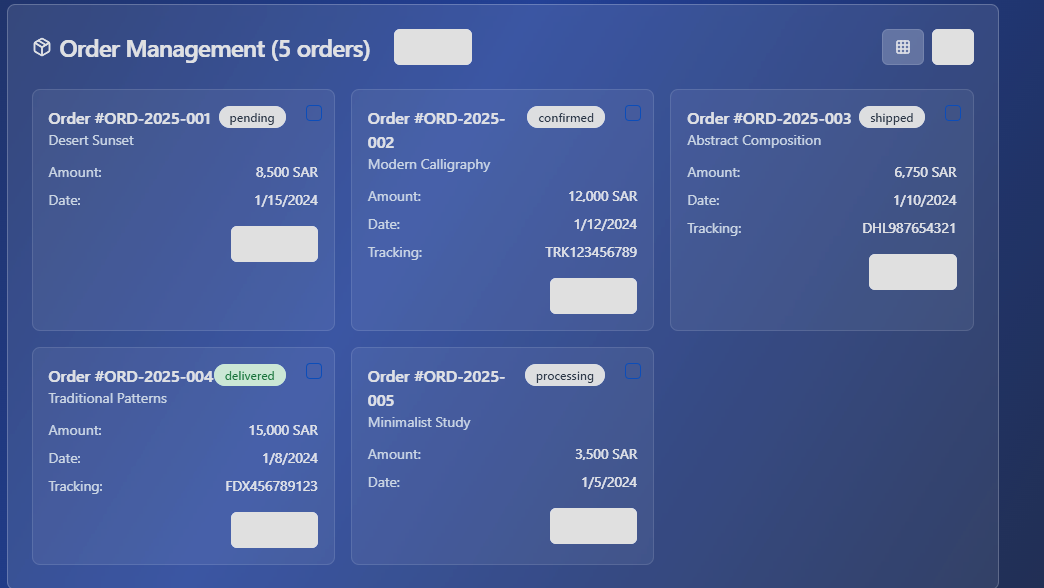 Order Management (5 orders)
Order #ORD-2025-001 pending
Desert Sunset
Amount: 8,500 SAR
Date: 1/15/2024
Order #ORD-2025- confirmed
002
Modern Calligraphy
Amount: 12,000 SAR
Date: 1/12/2024
Tracking: TRK123456789
Order #ORD-2025-003 shipped
Abstract Composition
Amount: 6,750 SAR
Date: 1/10/2024
Tracking: DHL987654321
Order #ORD-2025-004 delivered
Traditional Patterns
Amount: 15,000 SAR
Date: 1/8/2024
Tracking: FDX456789123
Order #ORD-2025- processing
005
Minimalist Study
Amount: 3,500 SAR
Date: 1/5/2024